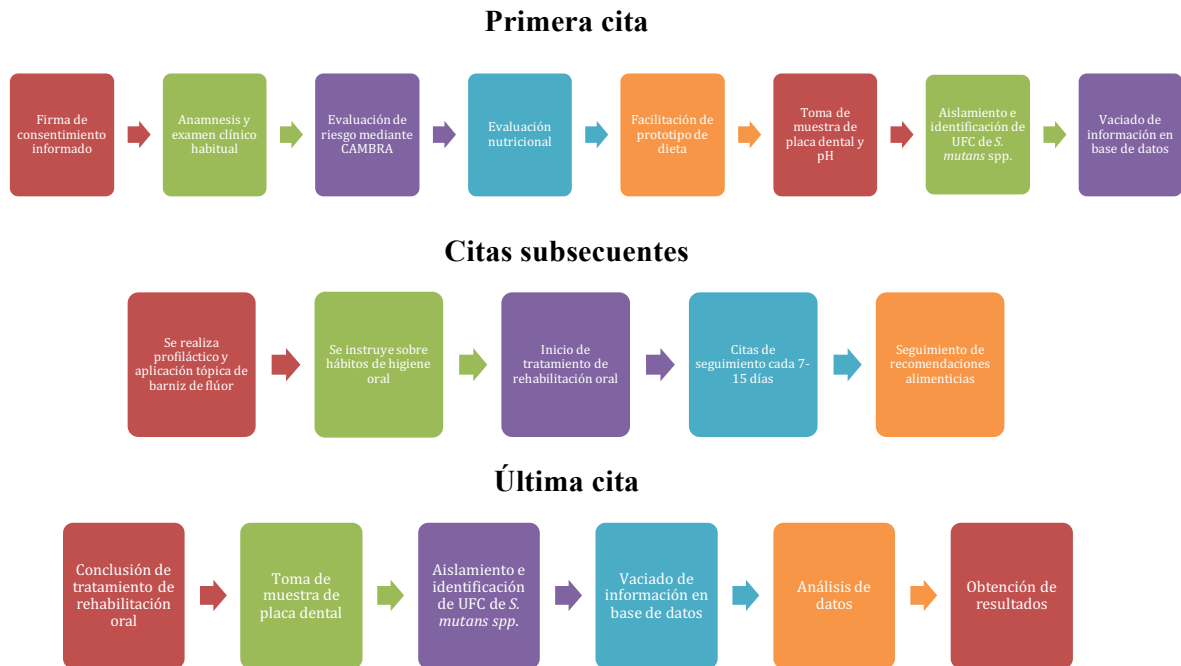 Primera cita
Firma de
consentimiento
informado
Anamnesis y
examen clínico
habitual
Evaluación de
riesgo mediante
CAMBRA
Evaluación
nutricional
Facilitación de
prototipo de
dieta
Toma de
muestra de
placa dental y
pH
Aislamiento e
identificación de
UFC de S.
mutans spp.
Vaciado de
información en
base de datos
Citas subsecuentes
Se realiza
profiláctico y
aplicación tópica de
barniz de flúor
Se instruye sobre
hábitos de higiene
oral
Inicio de
tratamiento de
rehabilitación oral
Citas de
seguimiento cada 7-
15 días
Seguimiento de
recomendaciones
alimenticias
Última cita
Conclusión de
tratamiento de
rehabilitación
oral
Toma de
muestra de
placa dental
Aislamiento e
identificación
de UFC de S.
mutans spp.
Vaciado de
información en
base de datos
Análisis de
datos
Obtención de
resultados